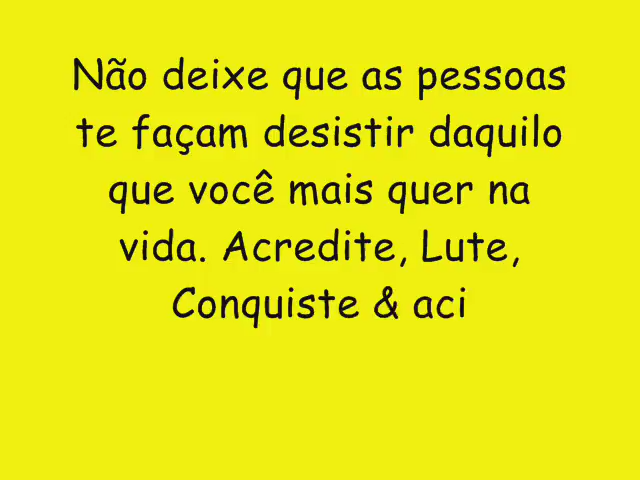 Não deixe que as pessoas
te façam desistir daquilo
que você mais quer na
vida. Acredite, Lute,
Conquiste & aci